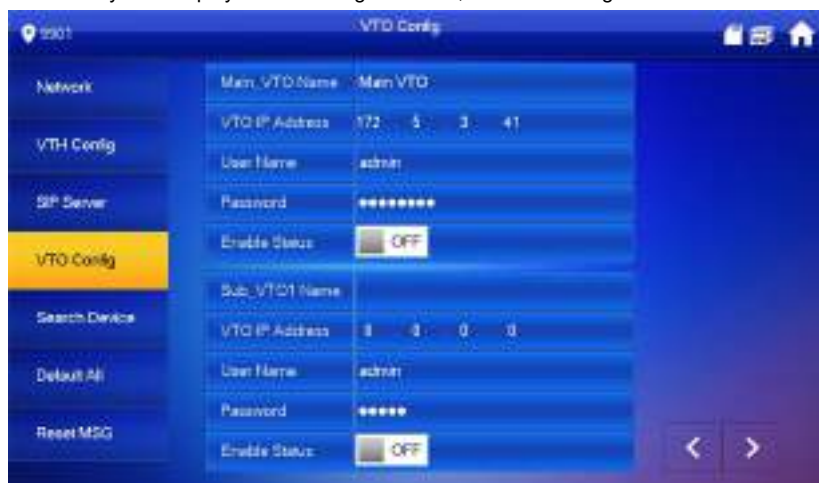 9901
VTO Config
Network
VTH Config
SIP Server
VTO Config
Search Device
Default All
Reset MSG
Main_VTO Name Main VTO
VTO IP Address 172 5 3 41
User Name admin
Password ••••••••
Enable Status OFF
Sub_VTO1 Name
VTO IP Address 0 0 0 0
User Name admin
Password •••••
Enable Status OFF